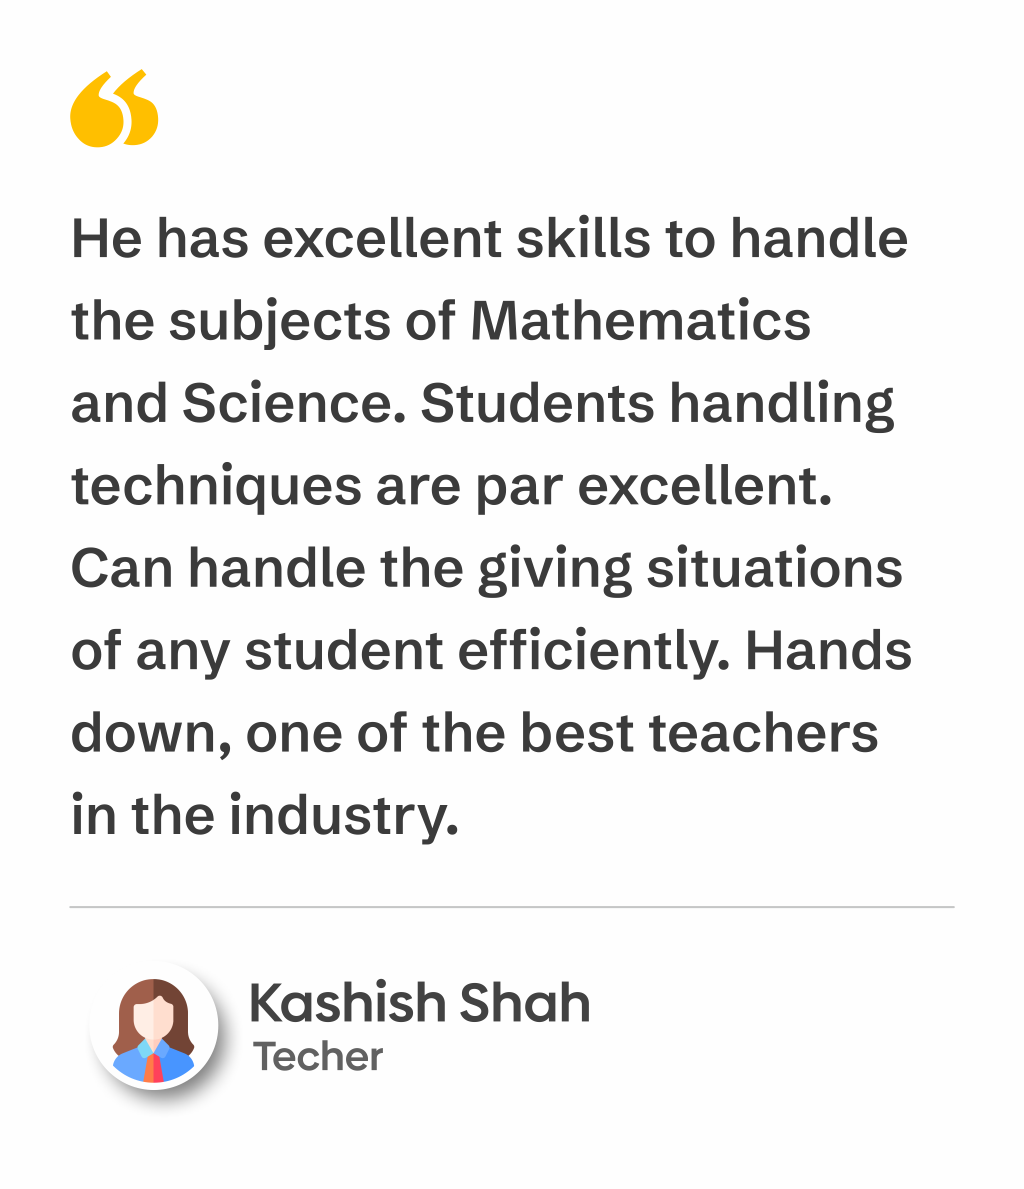 “
He has excellent skills to handle
the subjects of Mathematics
and Science. Students handling
techniques are par excellent.
Can handle the giving situations
of any student efficiently. Hands
down, one of the best teachers
in the industry.
Kashish Shah
Techer